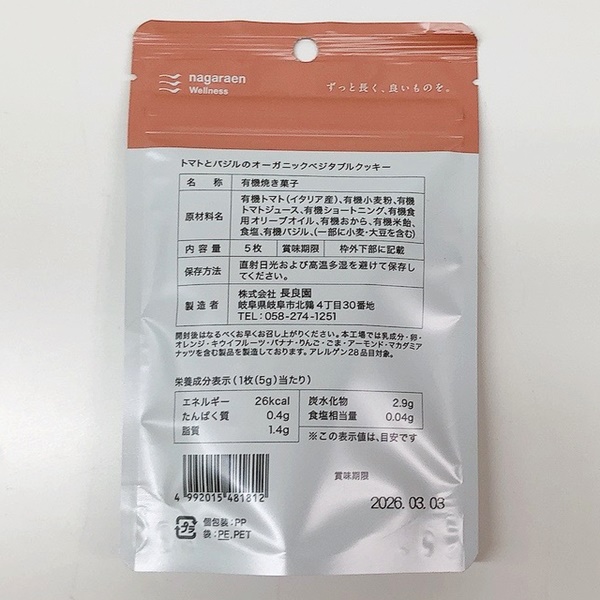 nagaraen
Wellness
ずっと長く、良いものを。
トマトとバジルのオーガニックベジタブルクッキー
名 称 有機焼き菓子
原材料名 有機トマト(イタリア産)、有機小麦粉、有機
トマトジュース、有機ショートニング、有機食
用オリーブオイル、有機おから、有機米飴、
食塩、有機バジル、(一部に小麦・大豆を含む)
内容量 5枚 賞味期限 枠外下部に記載
保存方法 直射日光および高温多湿を避けて保存し
てください。
製造者 株式会社 長良園
岐阜県岐阜市北鶉4丁目30番地
TEL:058-274-1251
開封後はなるべくお早くお召し上がりください。本工場では乳成分・卵・
オレンジ・キウイフルーツ・バナナ・りんご・ごま・アーモンド・マカダミア
ナッツを含む製品を製造しております。アレルゲン28品目対象。
栄養成分表示(1枚(5g)当たり)
エネルギー 26kcal 炭水化物 2.9g
たんぱく質 0.4g 食塩相当量 0.04g
脂質 1.4g ※この表示値は、目安です
4 992015 481812
賞味期限
2026.03.03
プラ
個包装:PP
袋:PE,PET